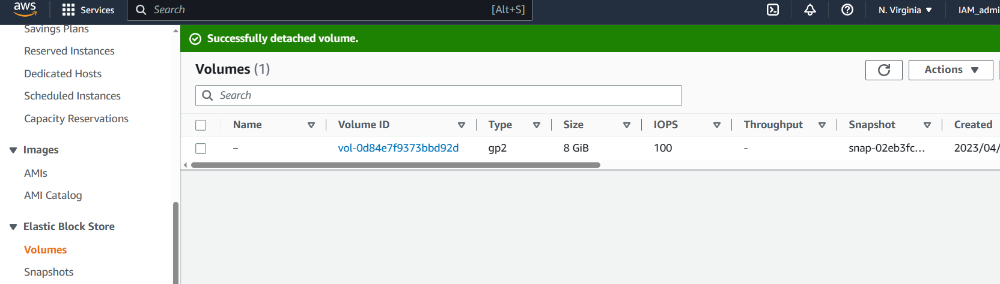 aws
Services
Search
[Alt+S]
N. Virginia
IAM_admi
Savings Plans
Reserved Instances
Dedicated Hosts
Scheduled Instances
Capacity Reservations
Images
AMIs
AMI Catalog
Elastic Block Store
Volumes
Snapshots
Successfully detached volume.
Volumes (1)
Actions
Search
Name Volume ID Type Size IOPS Throughput Snapshot Created
– vol-0d84e7f9373bbd92d gp2 8 GiB 100 - snap-02eb3fc... 2023/04/